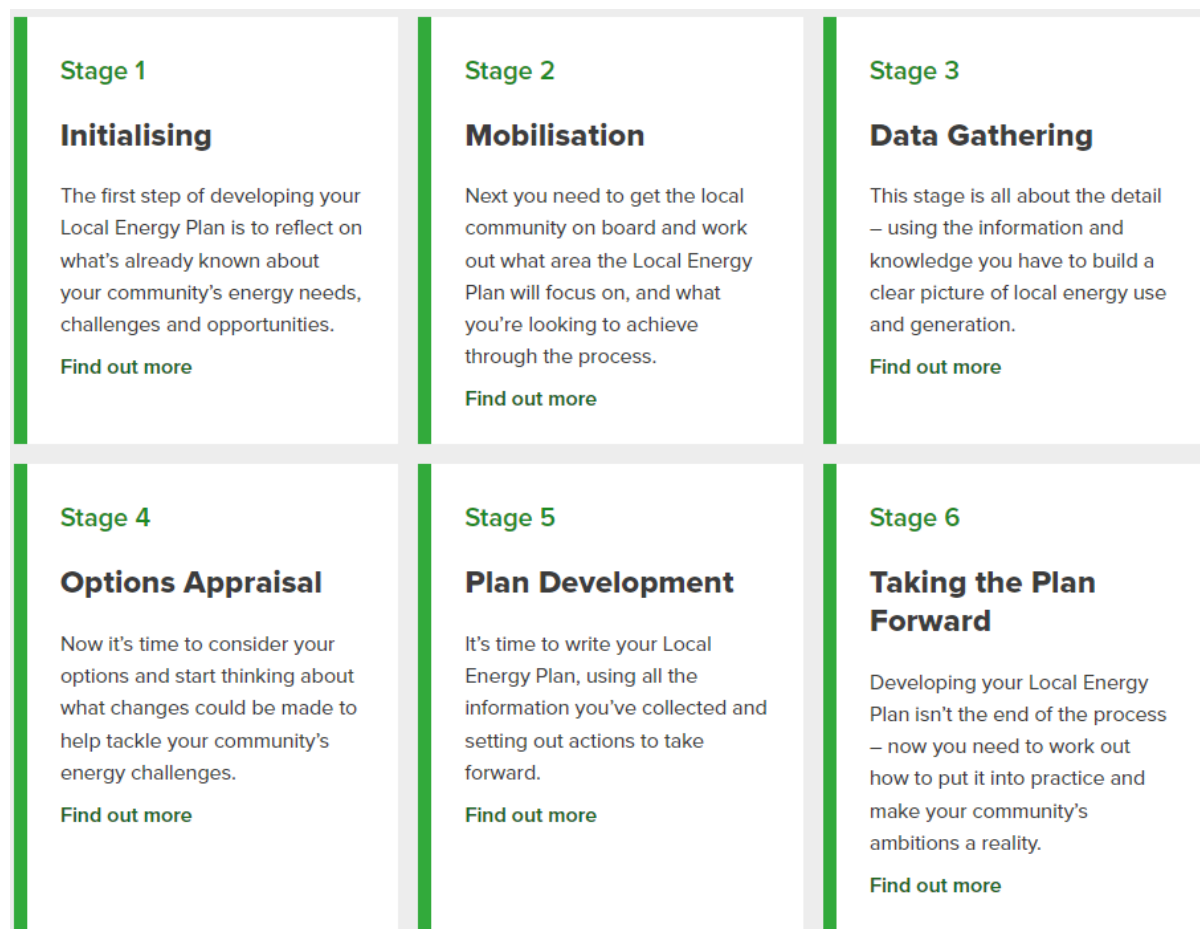 Stage 1
Initialising
The first step of developing your
Local Energy Plan is to reflect on
what's already known about
your community's energy needs,
challenges and opportunities.
Find out more
Stage 2
Mobilisation
Next you need to get the local
community on board and work
out what area the Local Energy
Plan will focus on, and what
you're looking to achieve
through the process.
Find out more
Stage 3
Data Gathering
This stage is all about the detail
– using the information and
knowledge you have to build a
clear picture of local energy use
and generation.
Find out more
Stage 4
Options Appraisal
Now it's time to consider your
options and start thinking about
what changes could be made to
help tackle your community's
energy challenges.
Find out more
Stage 5
Plan Development
It's time to write your Local
Energy Plan, using all the
information you've collected and
setting out actions to take
forward.
Find out more
Stage 6
Taking the Plan
Forward
Developing your Local Energy
Plan isn't the end of the process
– now you need to work out
how to put it into practice and
make your community's
ambitions a reality.
Find out more